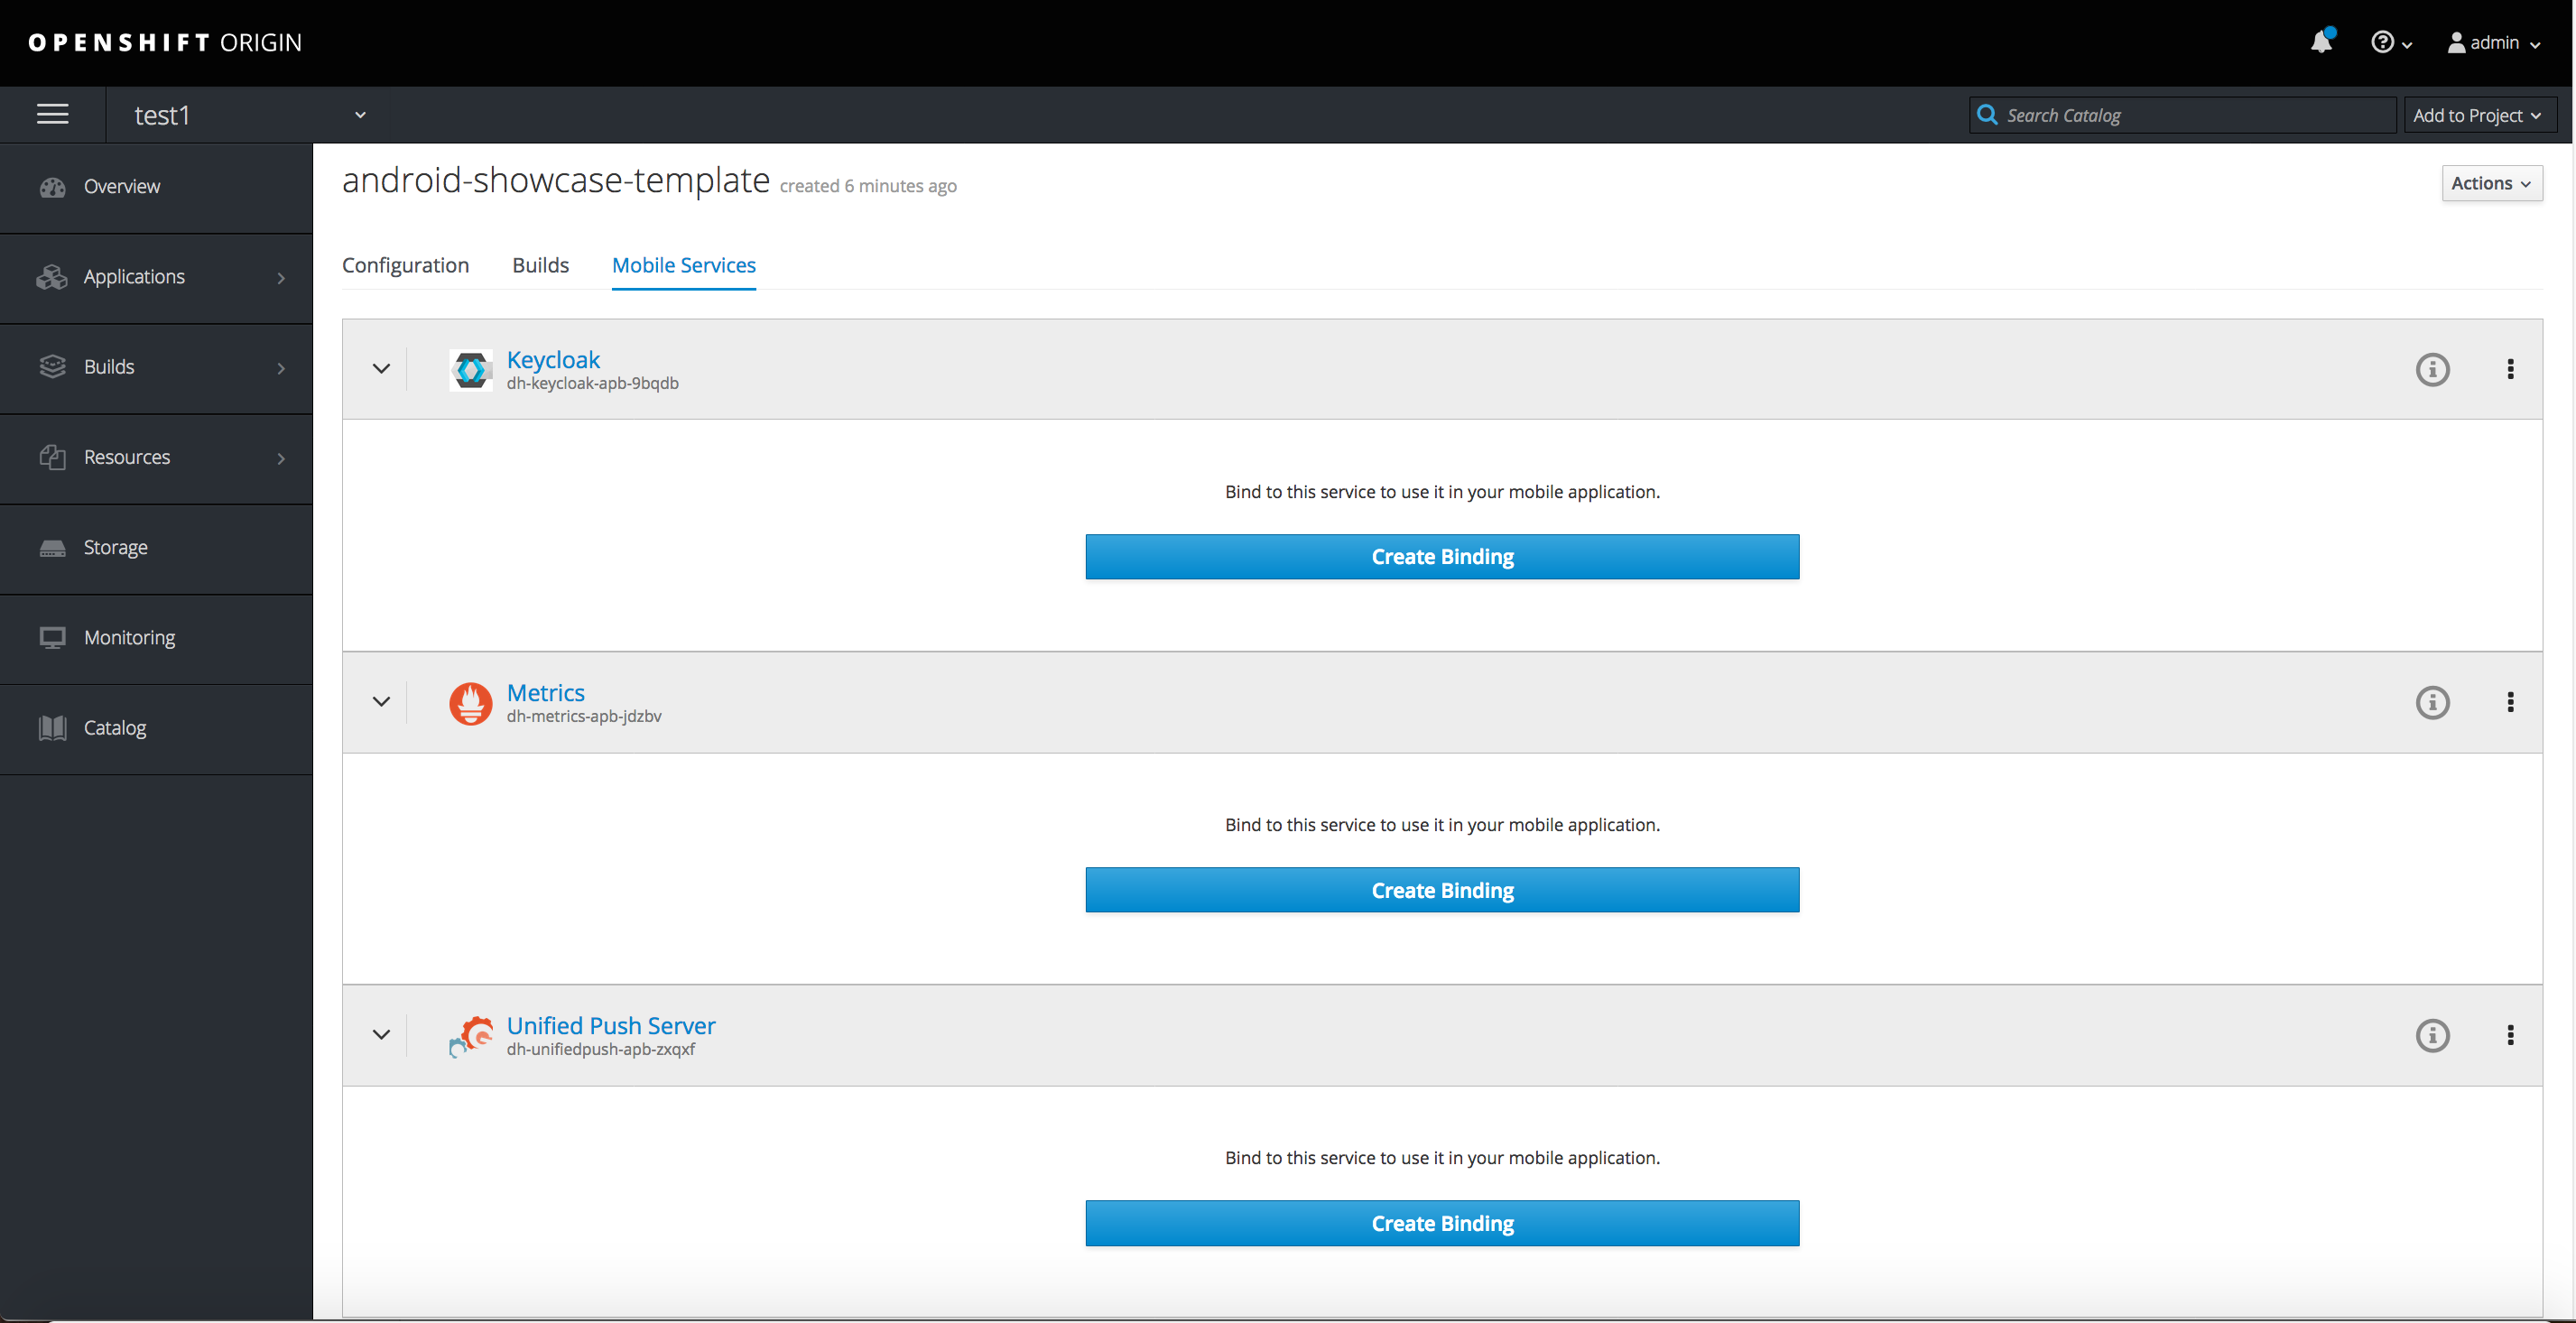 OPENSHIFT ORIGIN
admin
test1
Search Catalog
Add to Project
Overview
Applications
Builds
Resources
Storage
Monitoring
Catalog
android-showcase-template created 6 minutes ago
Actions
Configuration Builds Mobile Services
Keycloak
dh-keycloak-apb-9bqdb
Bind to this service to use it in your mobile application.
Create Binding
Metrics
dh-metrics-apb-jdzbv
Bind to this service to use it in your mobile application.
Create Binding
Unified Push Server
dh-unifiedpush-apb-zxqxf
Bind to this service to use it in your mobile application.
Create Binding